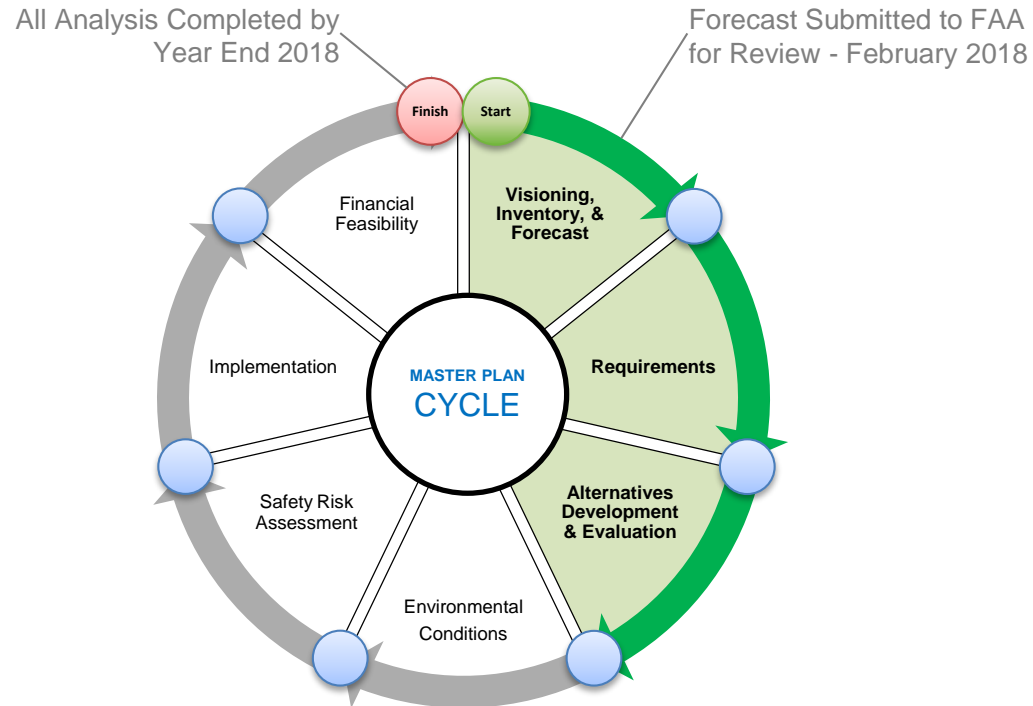 All Analysis Completed by
Year End 2018
Forecast Submitted to FAA
for Review - February 2018
Finish
Start
Visioning,
Inventory, &
Forecast
Requirements
Alternatives
Development
& Evaluation
Environmental
Conditions
Safety Risk
Assessment
Implementation
Financial
Feasibility
MASTER PLAN
CYCLE